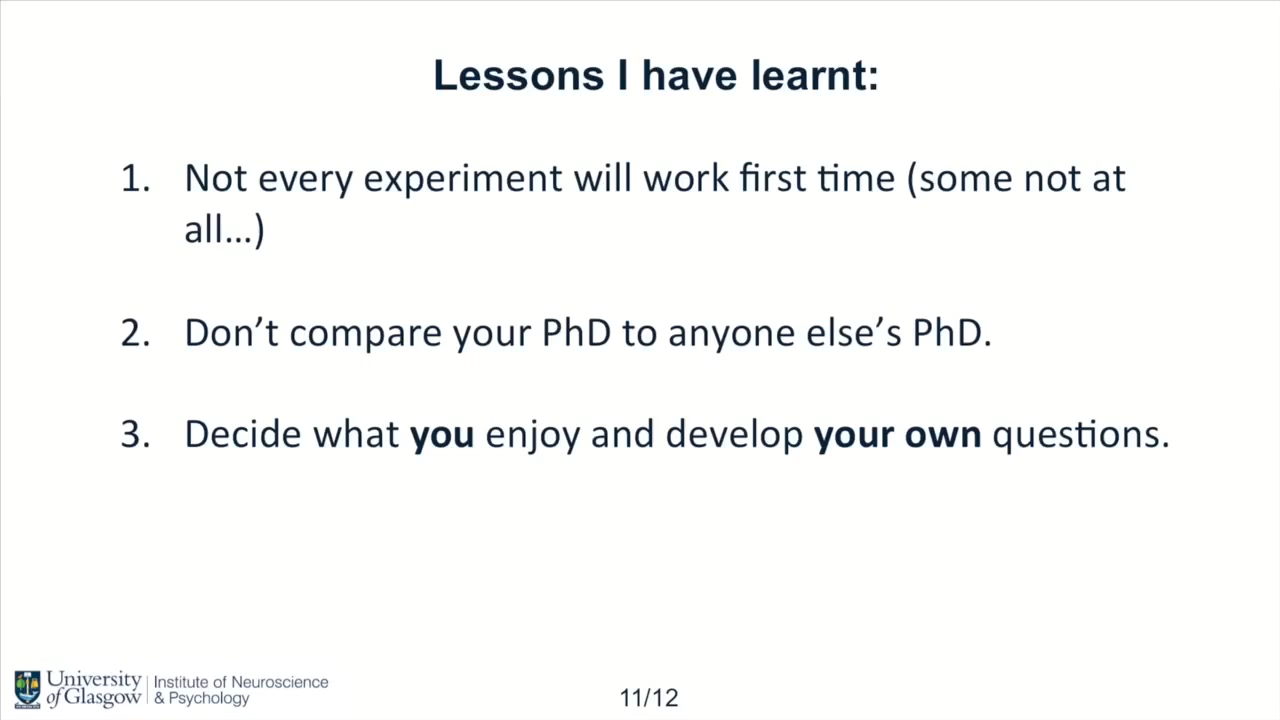 Lessons I have learnt:
1. Not every experiment will work first time (some not at
all...)
2. Don’t compare your PhD to anyone else’s PhD.
3. Decide what you enjoy and develop your own questions.
University
of Glasgow
Institute of Neuroscience
& Psychology
11/12